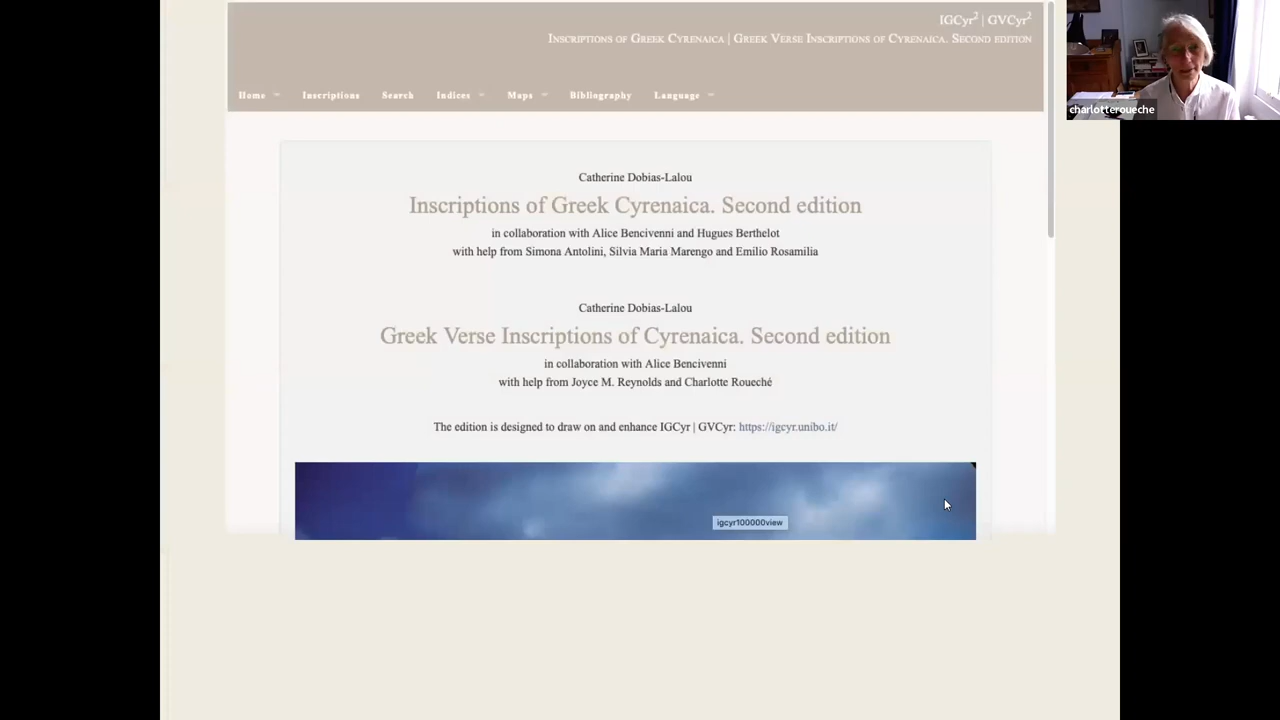 IGCyr² | GVCyr²
Inscriptions of Greek Cyrenaica | Greek Verse Inscriptions of Cyrenaica. Second edition
Home Inscriptions Search Indices Maps Bibliography Language
charlotteroueche
Catherine Dobias-Lalou
Inscriptions of Greek Cyrenaica. Second edition
in collaboration with Alice Bencivenni and Hugues Berthelot
with help from Simona Antolini, Silvia Maria Marengo and Emilio Rosamilia
Catherine Dobias-Lalou
Greek Verse Inscriptions of Cyrenaica. Second edition
in collaboration with Alice Bencivenni
with help from Joyce M. Reynolds and Charlotte Roueché
The edition is designed to draw on and enhance IGCyr | GVCyr: https://igcyr.unibo.it/
igcyr100000view